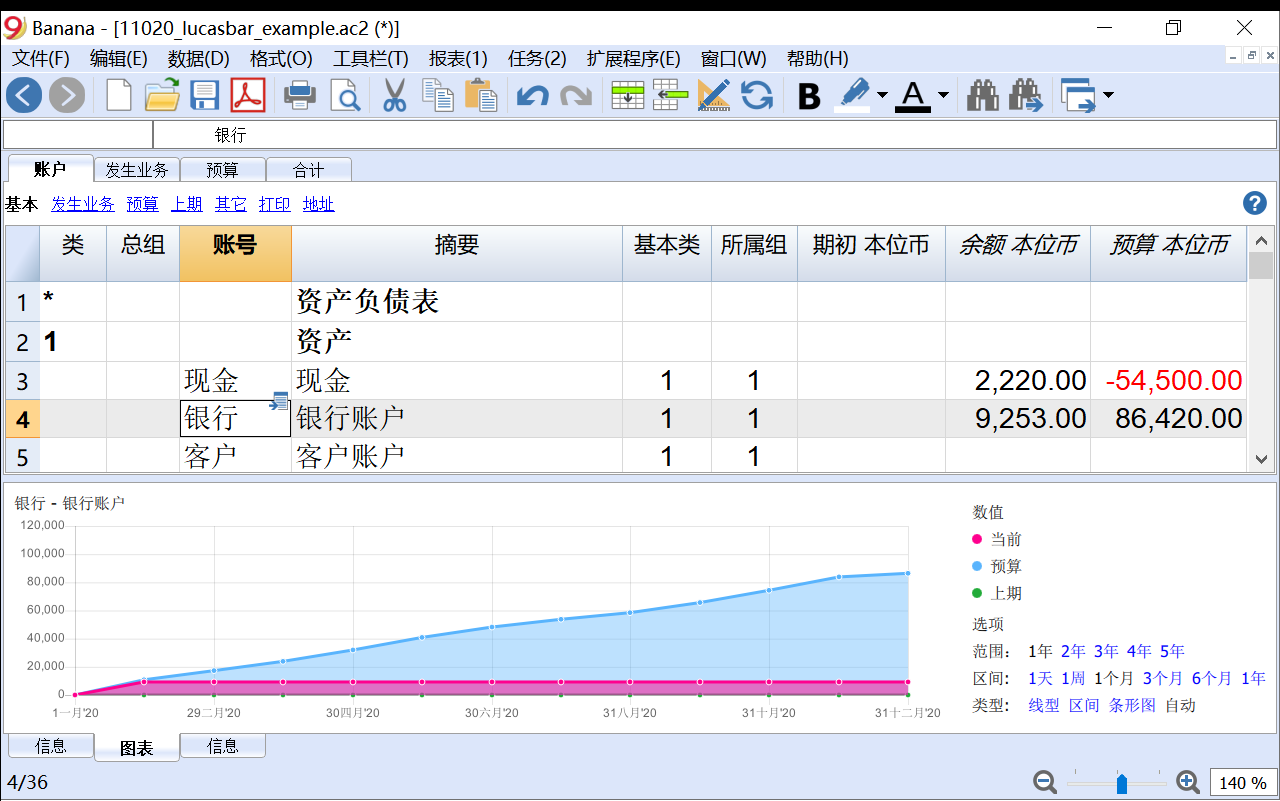 Banana - [11020_lucasbar_example.ac2 (*)]
文件(F) 编辑(E) 数据(D) 格式(O) 工具栏(T) 报表(1) 任务(2) 扩展程序(E) 窗口(W) 帮助(H)
B A
银行
账户 发生业务 预算 合计
基本 发生业务 预算 上期 其它 打印 地址 ?
类 总组 账号 摘要 基本类 所属组 期初 本位币 余额 本位币 预算 本位币
1 * 资产负债表
2 1 资产
3 现金 现金 1 1 2,220.00 -54,500.00
4 银行 银行账户 1 1 9,253.00 86,420.00
5 客户 客户账户 1 1
银行 - 银行账户
120,000
100,000
80,000
60,000
40,000
20,000
0
1一月'20 29二月'20 30四月'20 30六月'20 31八月'20 31十月'20 31十二月'20
数值
当前
预算
上期
选项
范围: 1年 2年 3年 4年 5年
区间: 1天 1周 1个月 3个月 6个月 1年
类型: 线型 区间 条形图 自动
信息 图表 信息
4/36 140 %